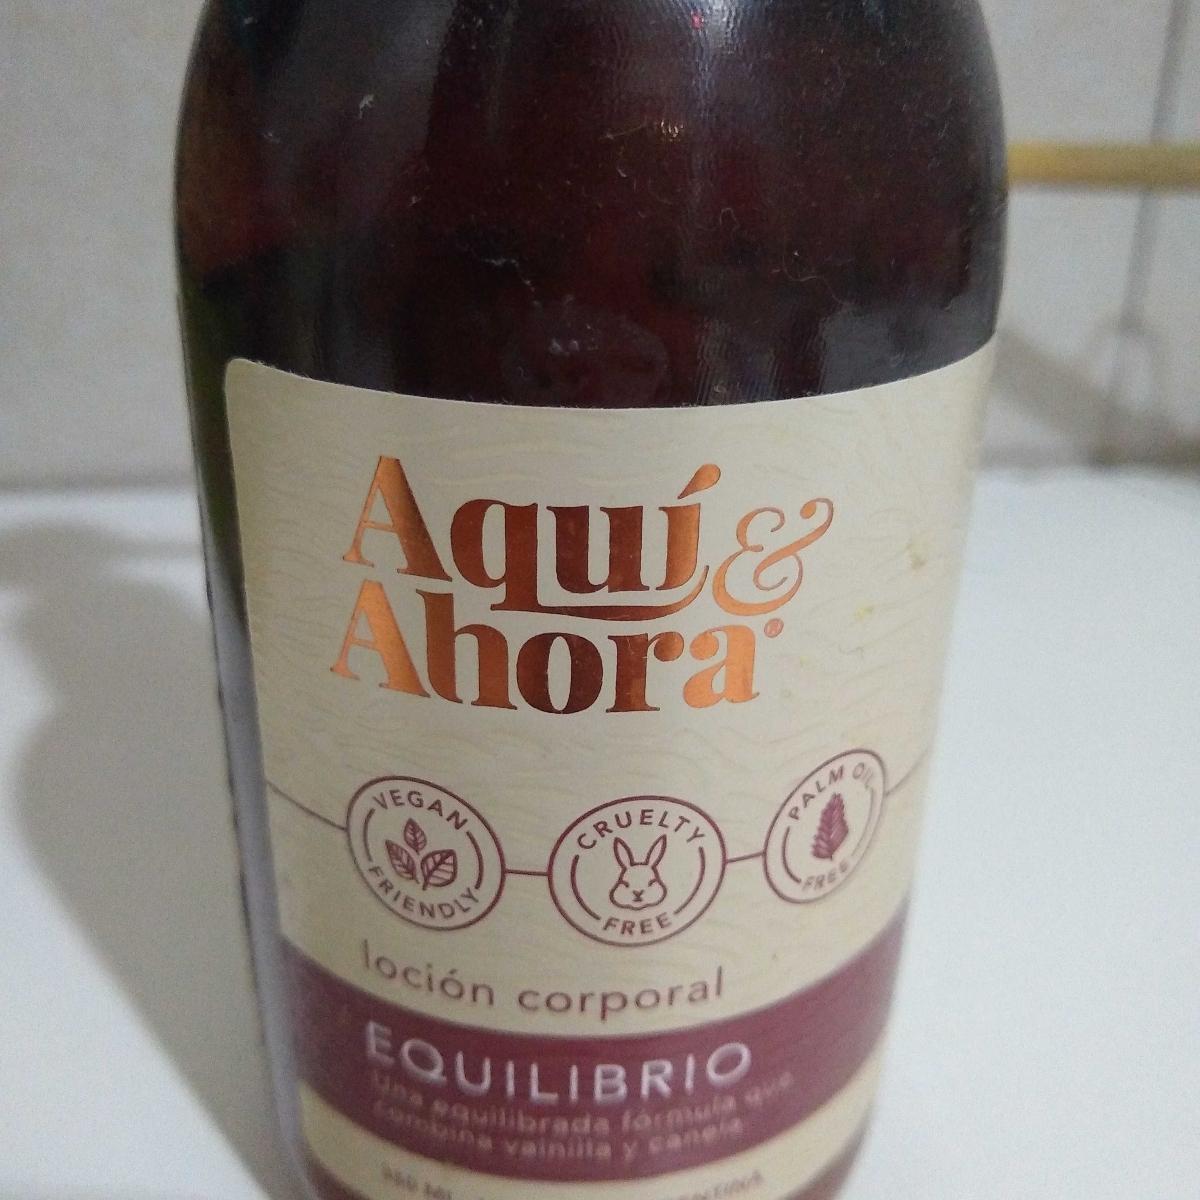 Aquí &
Ahora®
VEGAN
FRIENDLY
CRUELTY
FREE
PALM OIL
FREE
loción corporal
EQUILIBRIO
Una equilibrada fórmula que
combina vainilla y canela